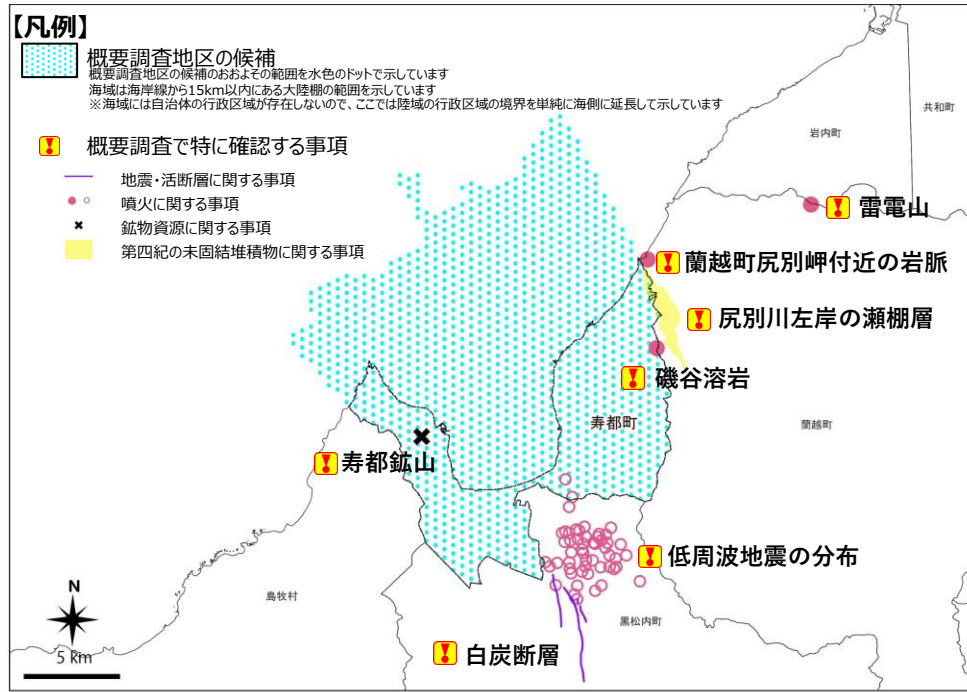 【凡例】
概要調査地区の候補
概要調査地区の候補のおおよその範囲を水色のドットで示しています
海域は海岸線から15km以内にある大陸棚の範囲を示しています
※海域には自治体の行政区域が存在しないので、ここでは陸域の行政区域の境界を単純に海側に延長して示しています
概要調査で特に確認する事項
地震・活断層に関する事項
噴火に関する事項
鉱物資源に関する事項
第四紀の未固結堆積物に関する事項
共和町
岩内町
雷電山
蘭越町尻別岬付近の岩脈
尻別川左岸の瀬棚層
磯谷溶岩
寿都町
蘭越町
寿都鉱山
低周波地震の分布
島牧村
黒松内町
白炭断層
N
5 km